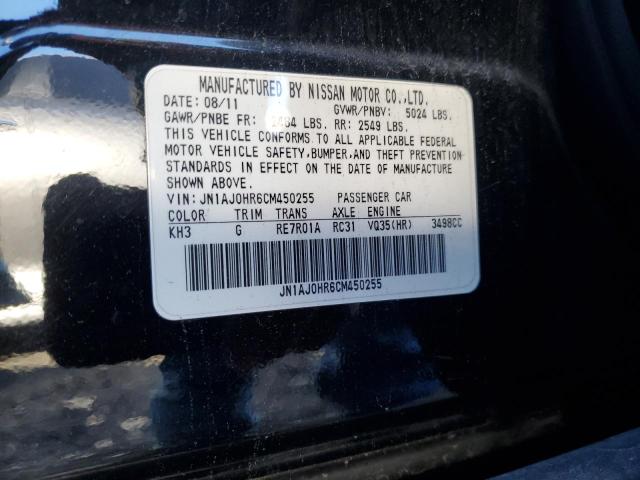 MANUFACTURED BY NISSAN MOTOR CO.,LTD.
DATE: 08/11 GVWR/PNBV: 5024 LBS.
GAWR/PNBE FR: LBS. RR: 2549 LBS.
THIS VEHICLE CONFORMS TO ALL APPLICABLE FEDERAL
MOTOR VEHICLE SAFETY,BUMPER,AND THEFT PREVENTION
STANDARDS IN EFFECT ON THE DATE OF MANUFACTURE
SHOWN ABOVE.
VIN: JN1AJ0HR6CM450255 PASSENGER CAR
COLOR TRIM TRANS AXLE ENGINE
KH3 G RE7R01A RC31 VQ35(HR) 3498CC
JN1AJ0HR6CM450255